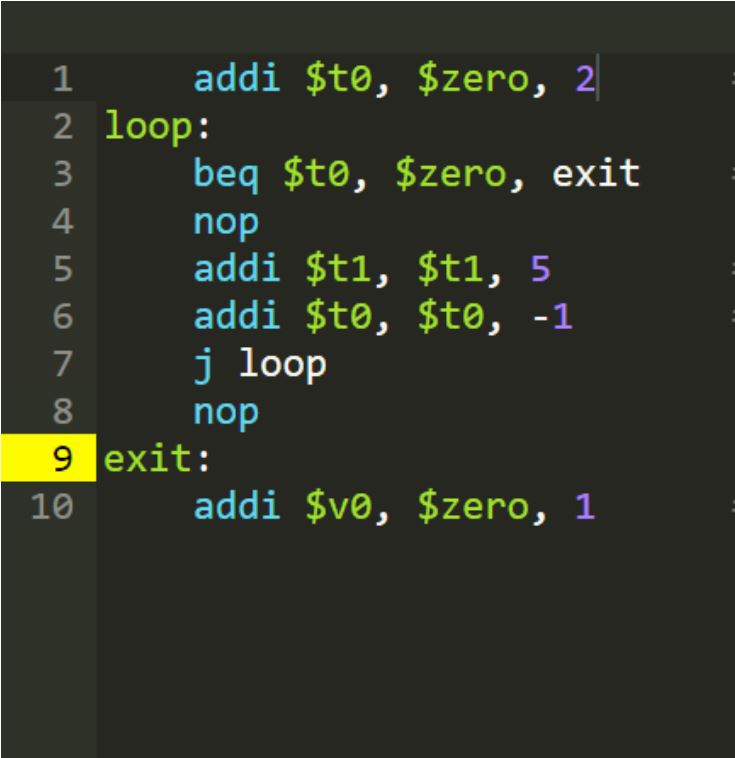 1 addi $t0, $zero, 2
2 loop:
3 beq $t0, $zero, exit
4 nop
5 addi $t1, $t1, 5
6 addi $t0, $t0, -1
7 j loop
8 nop
9 exit:
10 addi $v0, $zero, 1